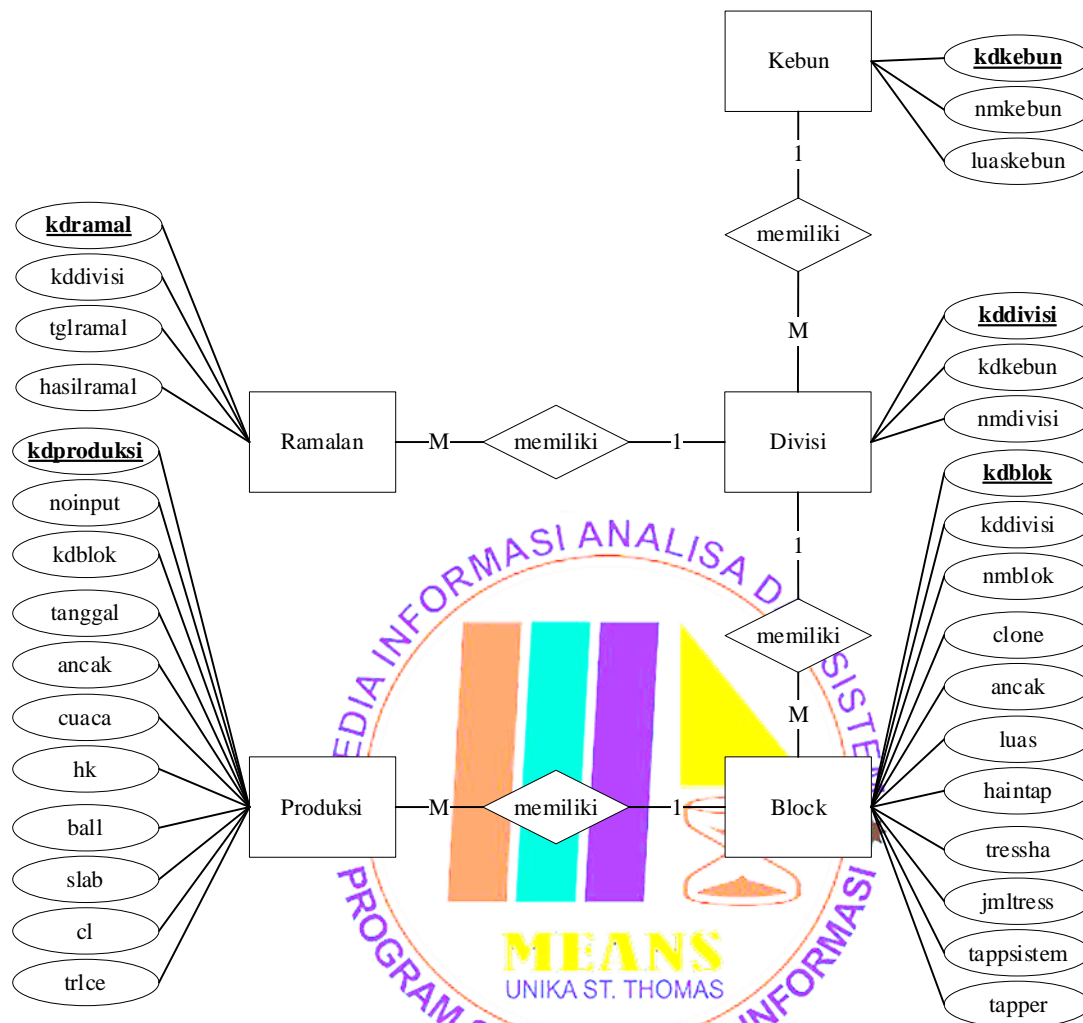 Kebun
kdkebun
nmkebun
luaskebun
1
memiliki
M
kdramal
kddivisi
tglramal
hasilramal
Ramalan
M
memiliki
1
Divisi
kddivisi
kdkebun
nmdivisi
1
memiliki
M
kdproduksi
noinput
kdblok
tanggal
ancak
cuaca
hk
ball
slab
cl
trlce
Produksi
M
memiliki
1
Block
kdblok
kddivisi
nmblok
clone
ancak
luas
haintap
tressha
jmltress
tappsistem
tapper
EDIA INFORMASI ANALISA D
SISTE
MEANS
UNIKA ST. THOMAS
PROGRAM S
INFORMASI